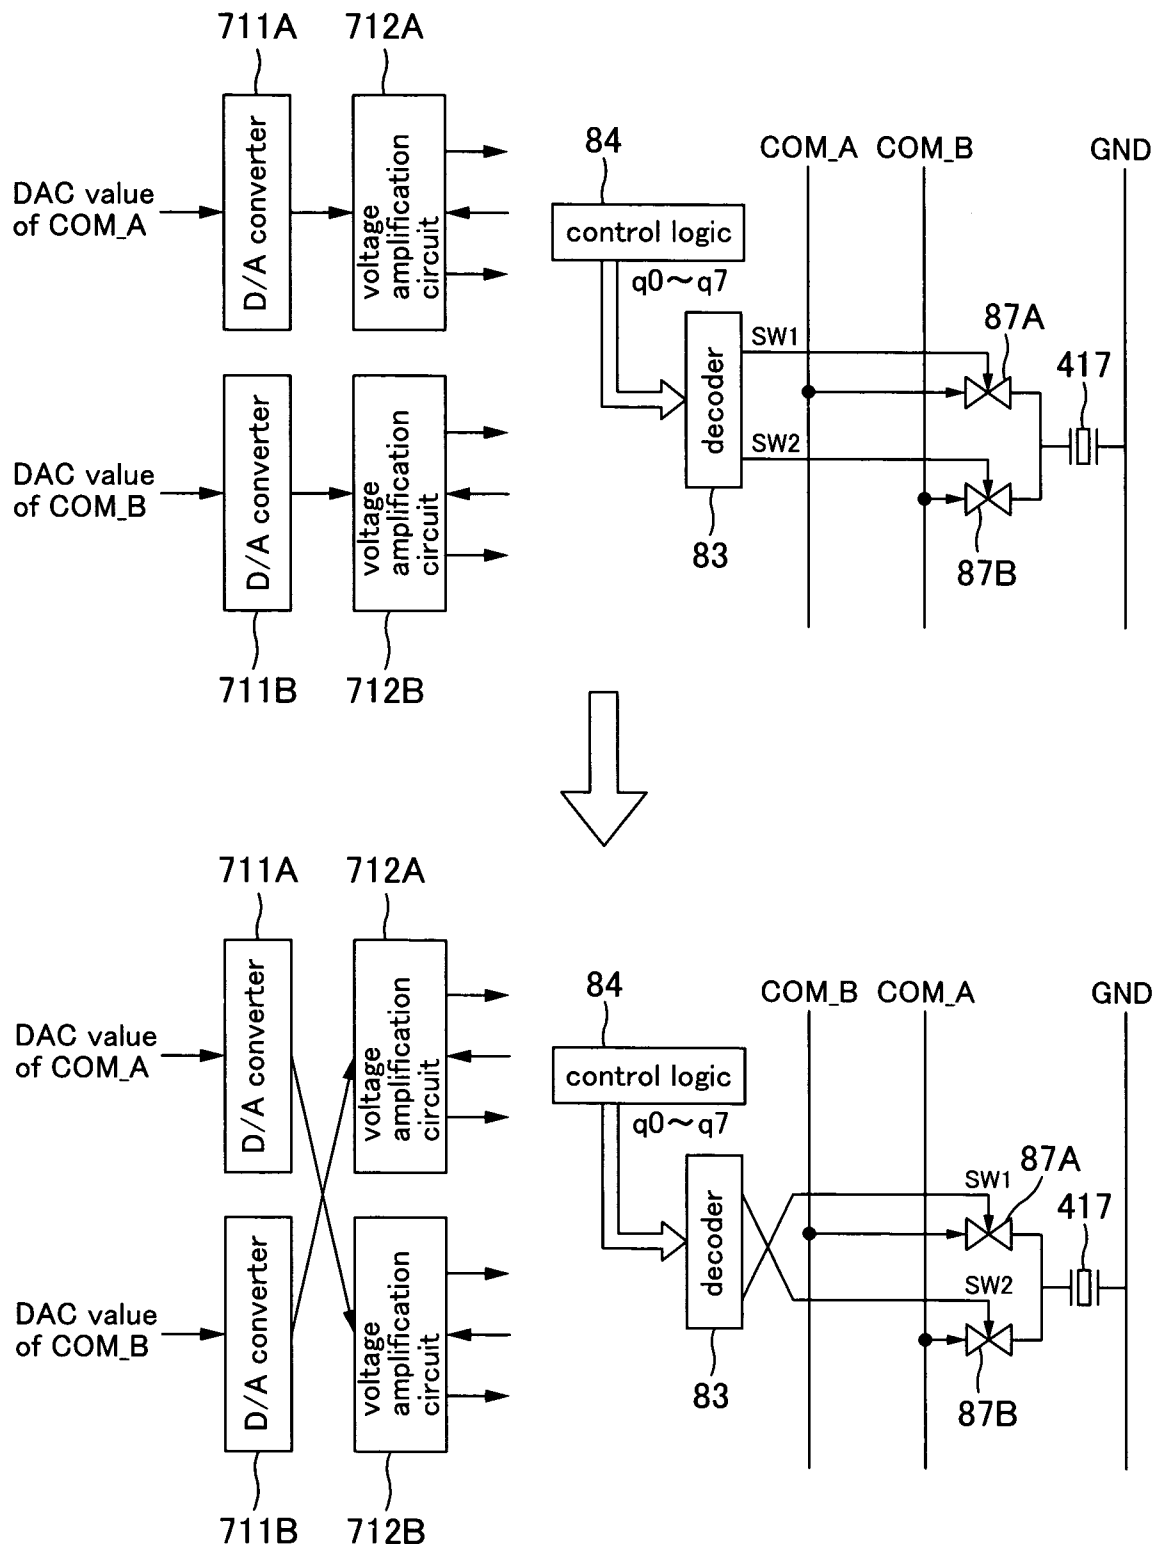 711A
712A
DAC value
of COM_A
D/A converter
voltage
amplification
circuit
84
control logic
q0～q7
COM_A
COM_B
GND
SW1
87A
417
decoder
SW2
DAC value
of COM_B
D/A converter
voltage
amplification
circuit
83
87B
711B
712B
711A
712A
DAC value
of COM_A
D/A converter
voltage
amplification
circuit
84
control logic
q0～q7
COM_B
COM_A
GND
SW1
87A
417
decoder
SW2
DAC value
of COM_B
D/A converter
voltage
amplification
circuit
83
87B
711B
712B